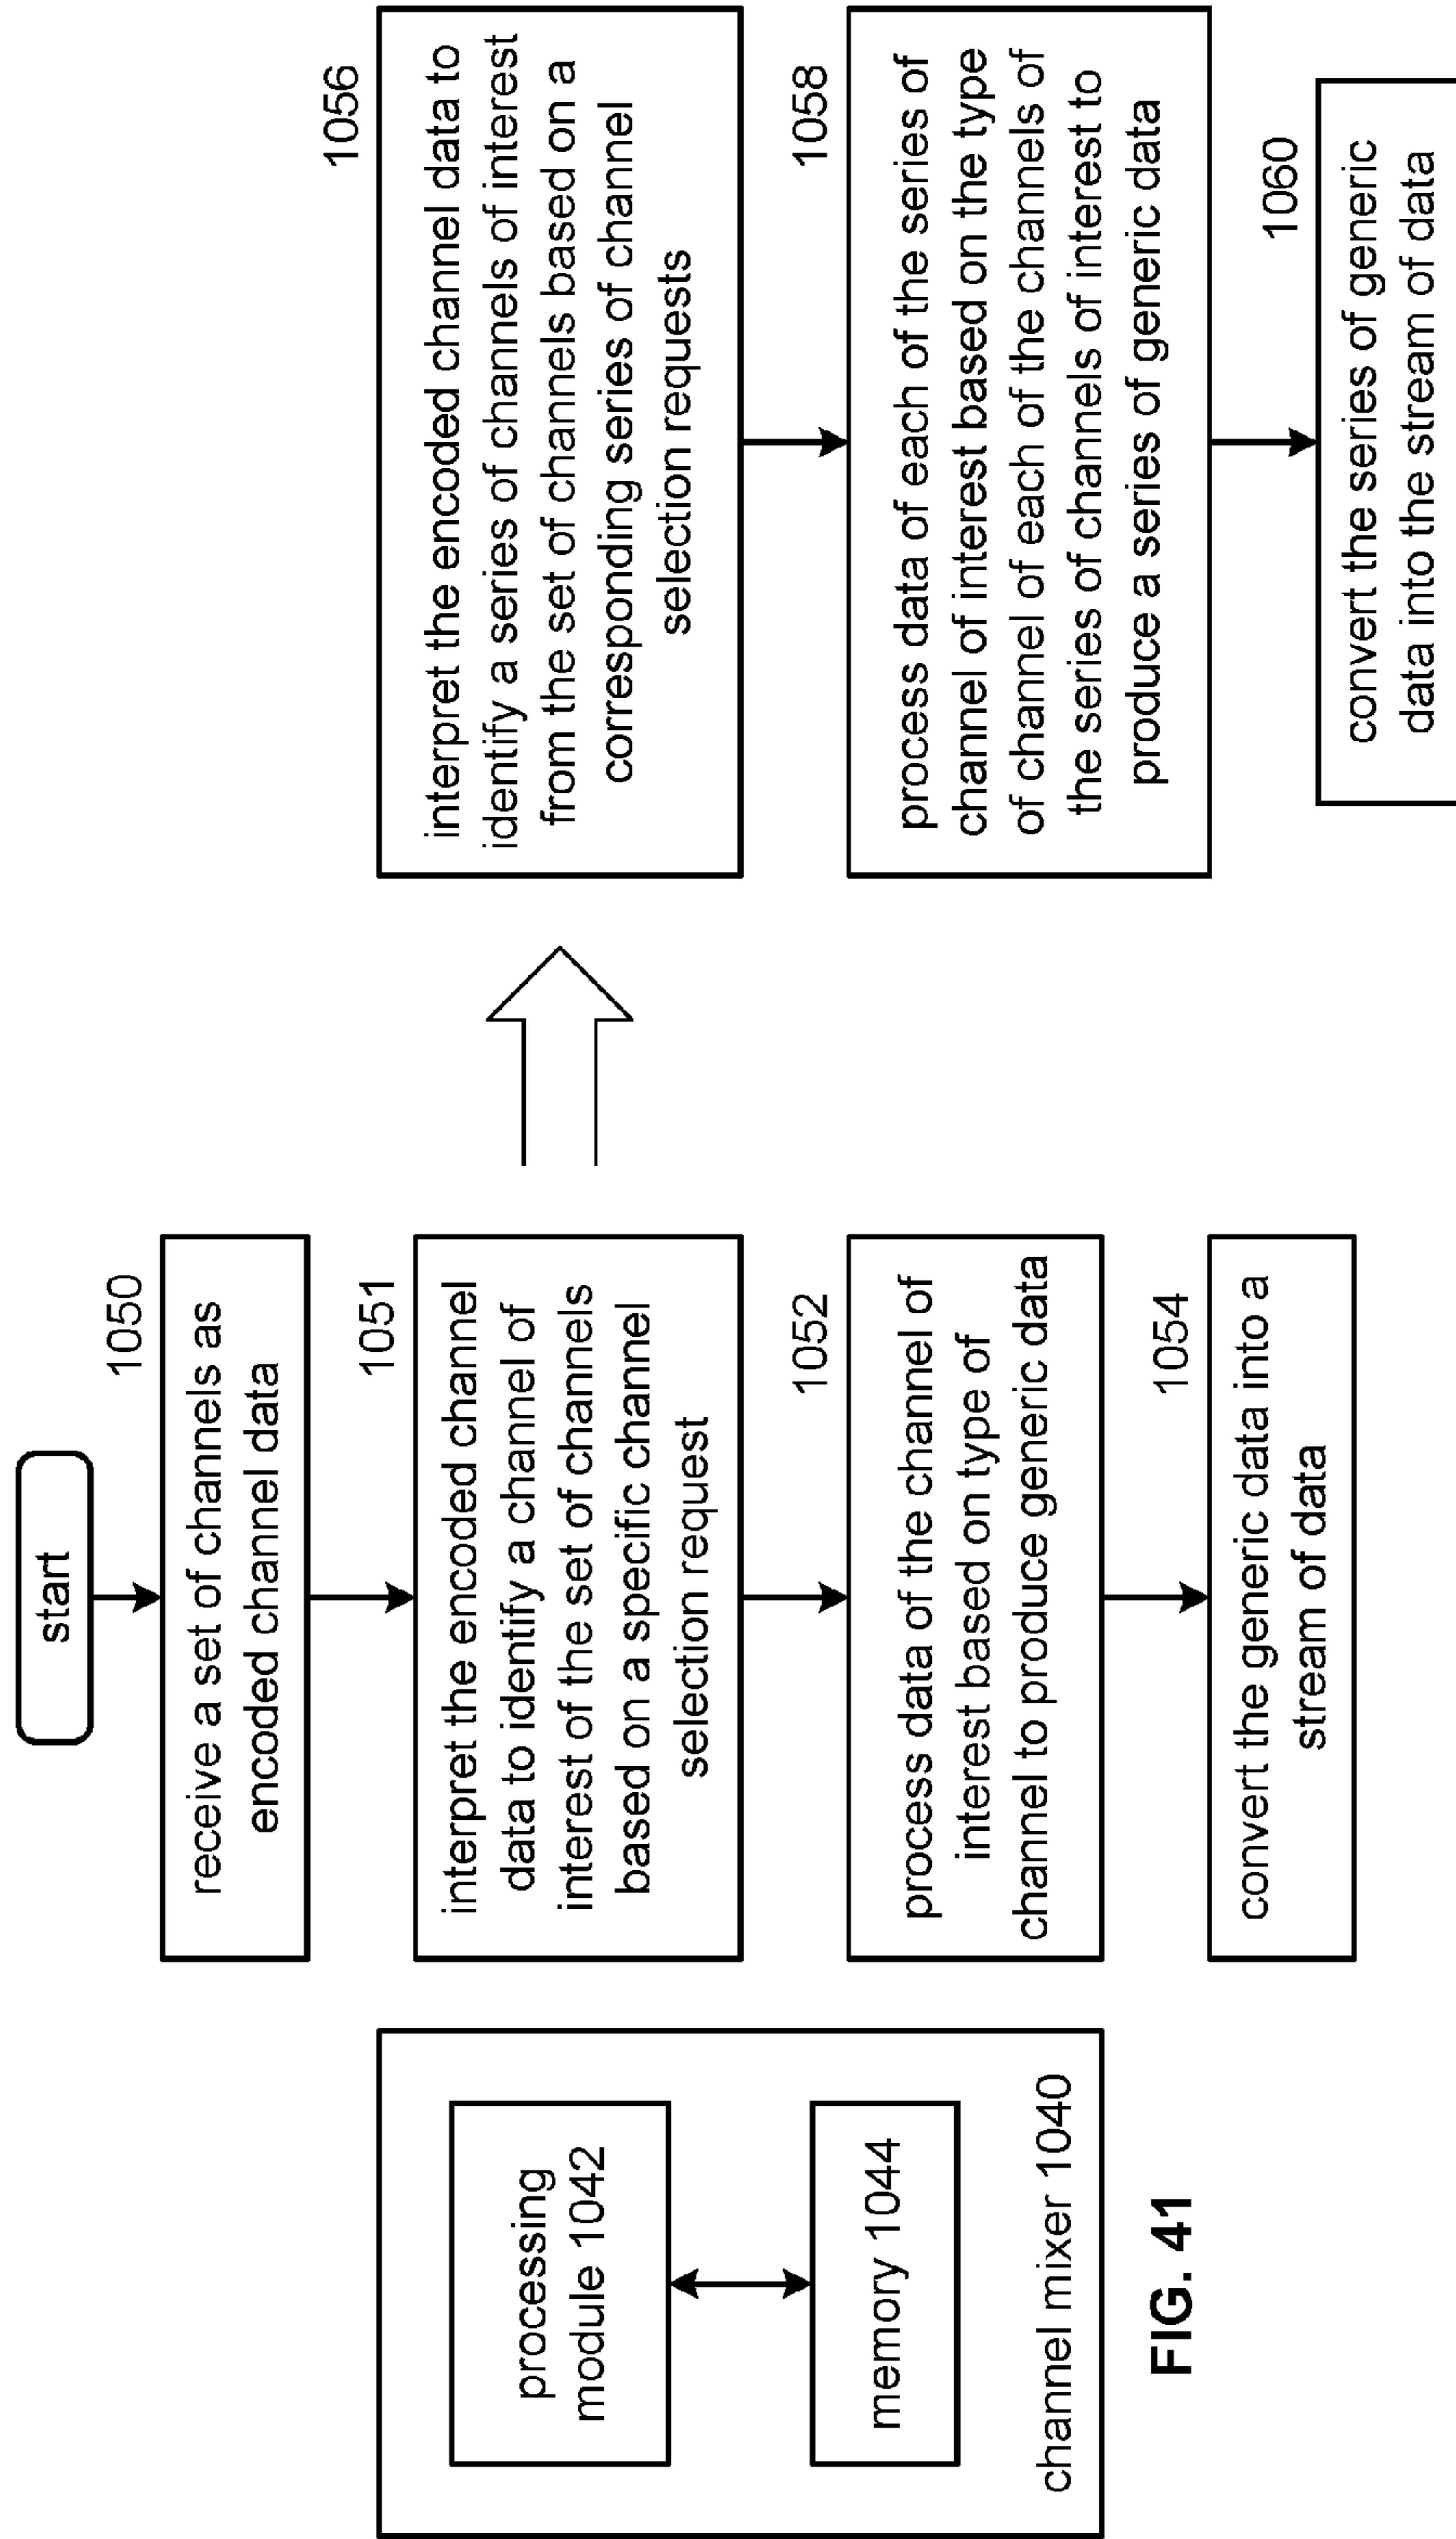 processing
module 1042
memory 1044
channel mixer 1040
FIG. 41
start
1050
receive a set of channels as
encoded channel data
1051
interpret the encoded channel
data to identify a channel of
interest of the set of channels
based on a specific channel
selection request
1052
process data of the channel of
interest based on type of
channel to produce generic data
1054
convert the generic data into a
stream of data
1056
interpret the encoded channel data to
identify a series of channels of interest
from the set of channels based on a
corresponding series of channel
selection requests
1058
process data of each of the series of
channel of interest based on the type
of channel of each of the channels of
the series of channels of interest to
produce a series of generic data
1060
convert the series of generic
data into the stream of data